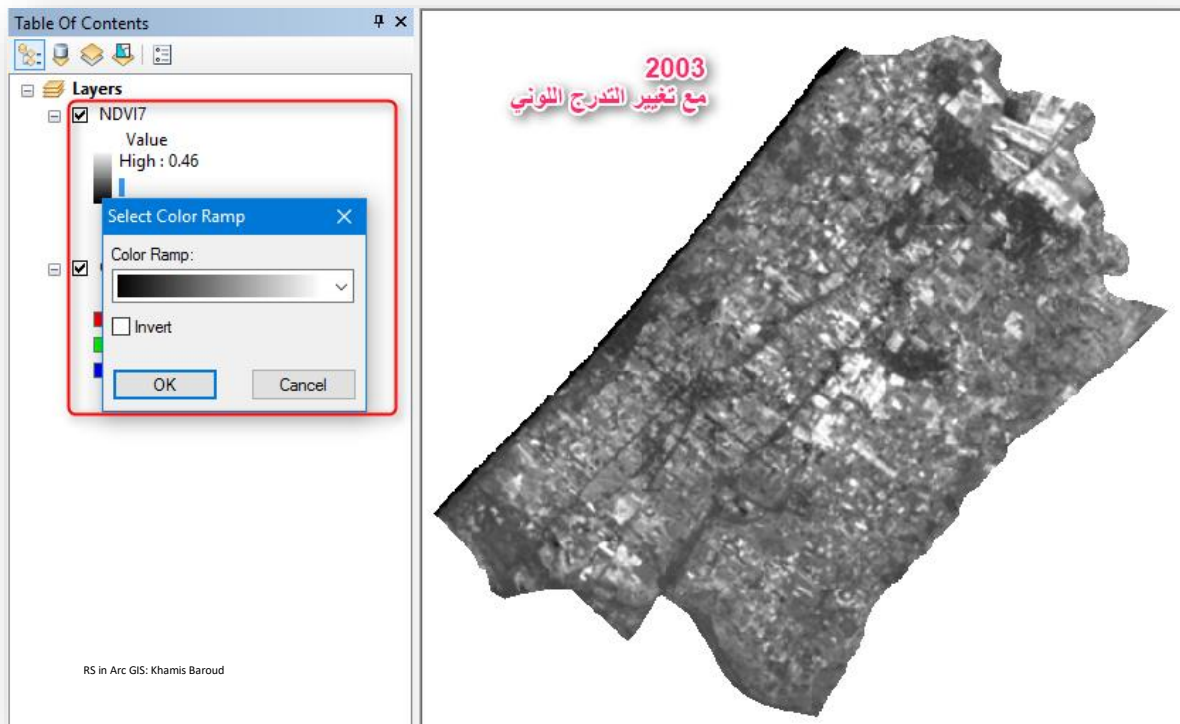 Table Of Contents
Layers
NDVI7
Value
High : 0.46
Select Color Ramp
Color Ramp:
Invert
OK
Cancel
2003
مع تغيير التدرج اللوني
RS in Arc GIS: Khamis Baroud